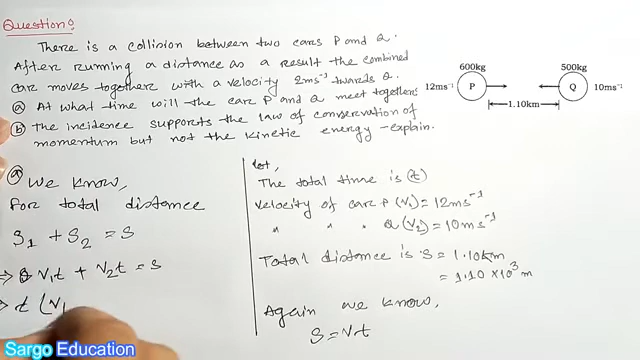 Question:
There is a collision between two cars P and Q.
After running a distance as a result the combined
car moves together with a velocity 2ms⁻¹ towards Q.
ⓐ At what time will the car P and Q meet together?
ⓑ The incidence supports the law of conservation of
momentum but not the kinetic energy - explain.
600kg 500kg
12ms⁻¹ P Q 10ms⁻¹
1.10km
ⓐ We know,
For total distance
S₁ + S₂ = S
⇒ V₁t + V₂t = S
⇒ t (V₁
Let,
The total time is (t)
Velocity of car P (V₁) = 12ms⁻¹
" " " Q (V₂) = 10ms⁻¹
Total distance is S = 1.10km
= 1.10 × 10³ m
Again we know,
S = Vt
Sargo Education